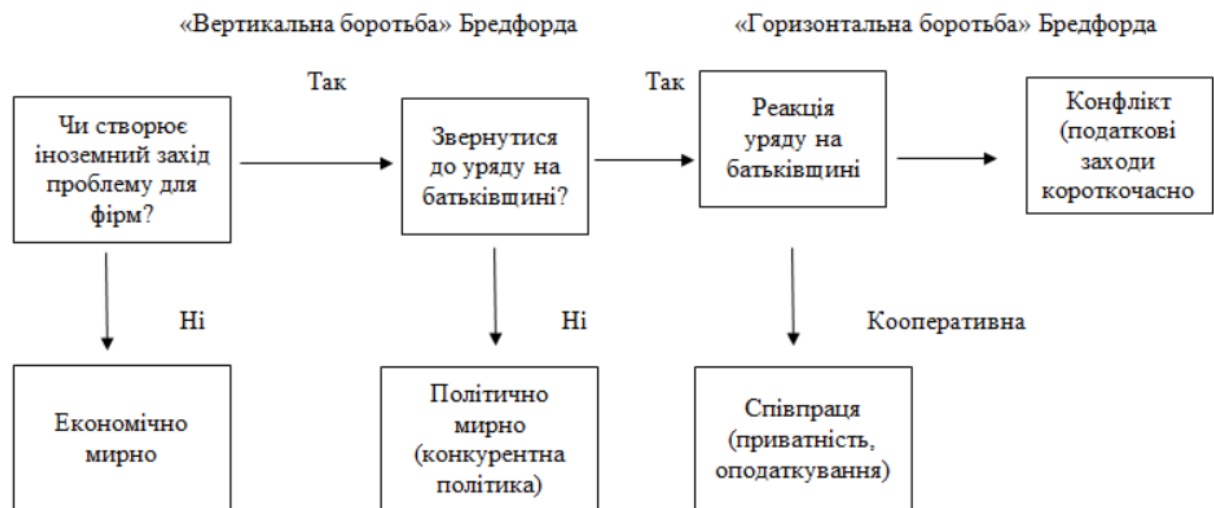 «Вертикальна боротьба» Бредфорда
«Горизонтальна боротьба» Бредфорда
Так
Так
Чи створює
іноземний захід
проблему для
фірм?
Звернутися
до уряду на
батьківщині?
Реакція
уряду на
батьківщині
Конфлікт
(податкові
заходи
короткочасно
Ні
Ні
Кооперативна
Економічно
мирно
Політично
мирно
(конкурентна
політика)
Співпраця
(приватність,
оподаткування)